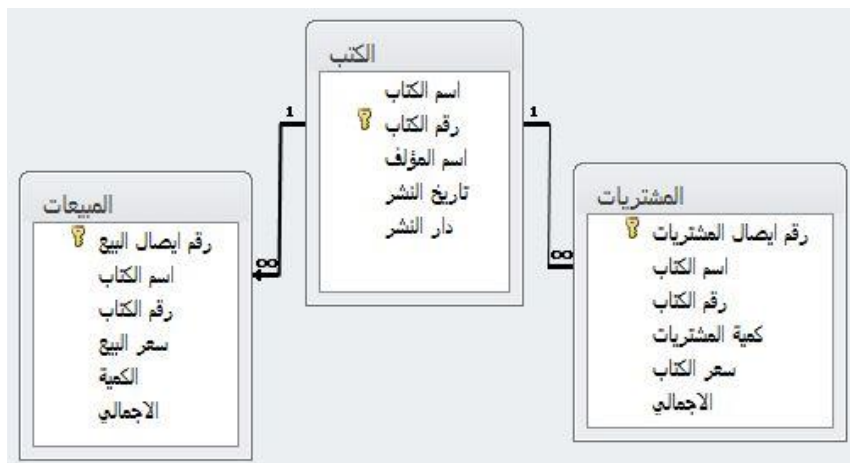 الكتب
اسم الكتاب
رقم الكتاب
اسم المؤلف
تاريخ النشر
دار النشر
1
1
المشتريات
رقم ايصال المشتريات
اسم الكتاب
رقم الكتاب
كمية المشتريات
سعر الكتاب
الاجمالي
∞
المبيعات
رقم ايصال البيع
اسم الكتاب
رقم الكتاب
سعر البيع
الكمية
الاجمالي
∞